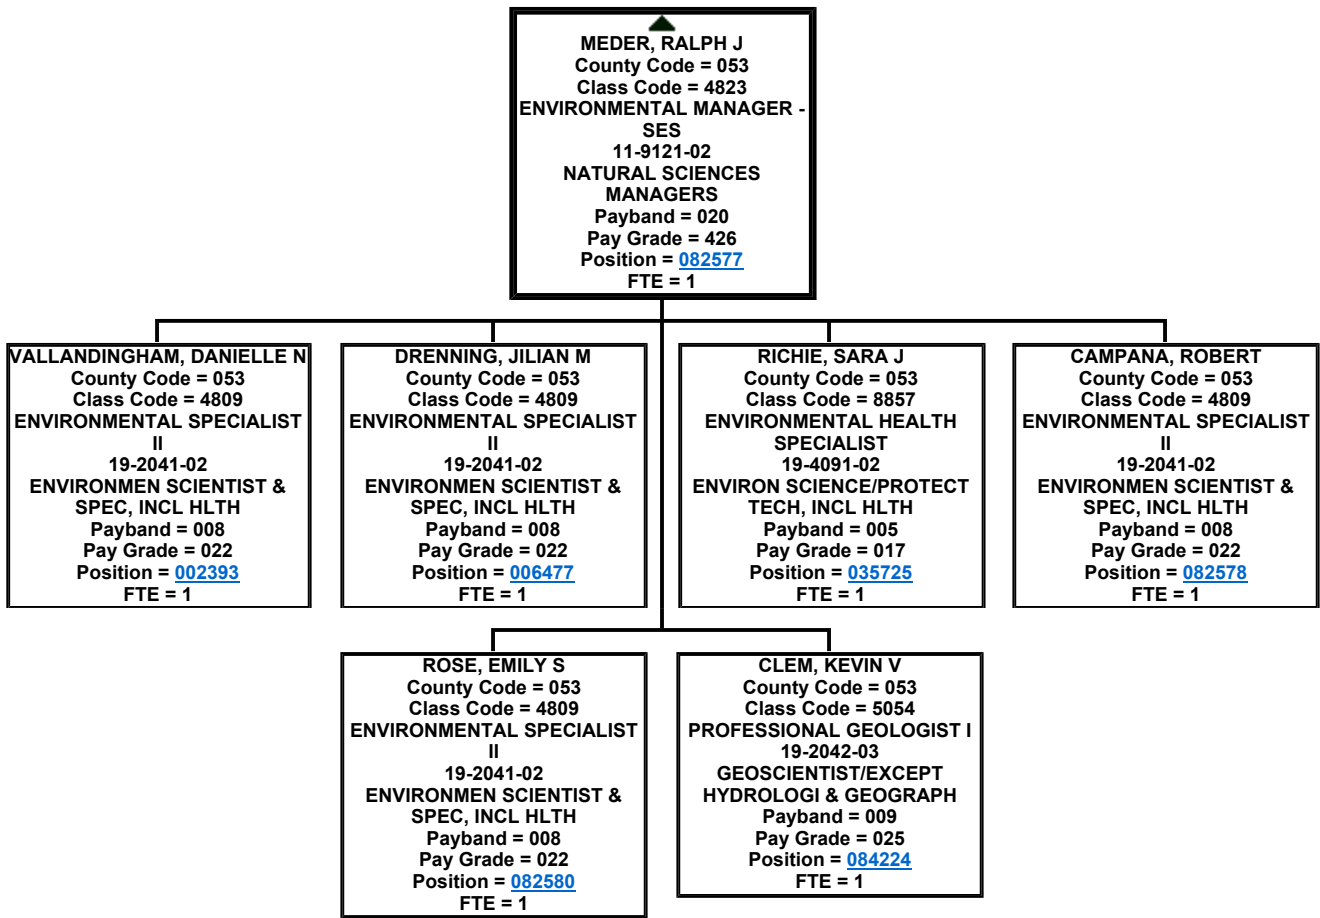 MEDER, RALPH J
County Code = 053
Class Code = 4823
ENVIRONMENTAL MANAGER -
SES
11-9121-02
NATURAL SCIENCES
MANAGERS
Payband = 020
Pay Grade = 426
Position = 082577
FTE = 1
VALLANDINGHAM, DANIELLE N
County Code = 053
Class Code = 4809
ENVIRONMENTAL SPECIALIST
II
19-2041-02
ENVIRONMEN SCIENTIST &
SPEC, INCL HLTH
Payband = 008
Pay Grade = 022
Position = 002393
FTE = 1
DRENNING, JILIAN M
County Code = 053
Class Code = 4809
ENVIRONMENTAL SPECIALIST
II
19-2041-02
ENVIRONMEN SCIENTIST &
SPEC, INCL HLTH
Payband = 008
Pay Grade = 022
Position = 006477
FTE = 1
RICHIE, SARA J
County Code = 053
Class Code = 8857
ENVIRONMENTAL HEALTH
SPECIALIST
19-4091-02
ENVIRON SCIENCE/PROTECT
TECH, INCL HLTH
Payband = 005
Pay Grade = 017
Position = 035725
FTE = 1
CAMPANA, ROBERT
County Code = 053
Class Code = 4809
ENVIRONMENTAL SPECIALIST
II
19-2041-02
ENVIRONMEN SCIENTIST &
SPEC, INCL HLTH
Payband = 008
Pay Grade = 022
Position = 082578
FTE = 1
ROSE, EMILY S
County Code = 053
Class Code = 4809
ENVIRONMENTAL SPECIALIST
II
19-2041-02
ENVIRONMEN SCIENTIST &
SPEC, INCL HLTH
Payband = 008
Pay Grade = 022
Position = 082580
FTE = 1
CLEM, KEVIN V
County Code = 053
Class Code = 5054
PROFESSIONAL GEOLOGIST I
19-2042-03
GEOSCIENTIST/EXCEPT
HYDROLOGI & GEOGRAPH
Payband = 009
Pay Grade = 025
Position = 084224
FTE = 1